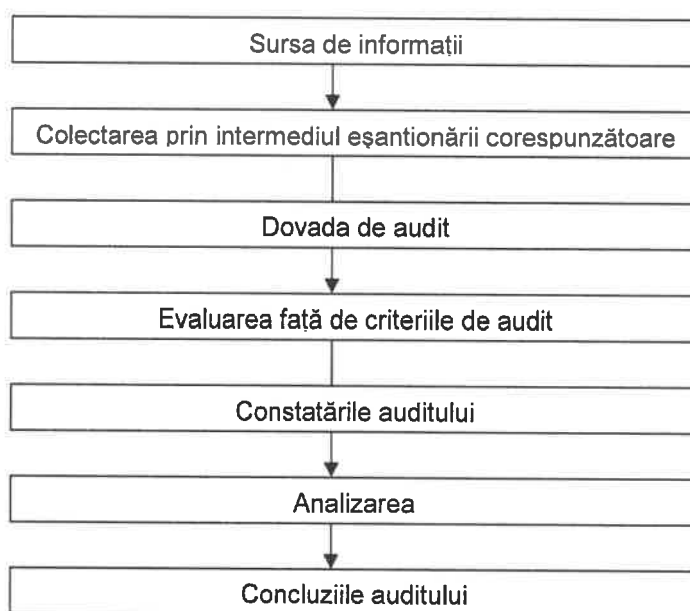 Sursa de informații
Colectarea prin intermediul eşantionării corespunzătoare
Dovada de audit
Evaluarea față de criteriile de audit
Constatările auditului
Analizarea
Concluziile auditului